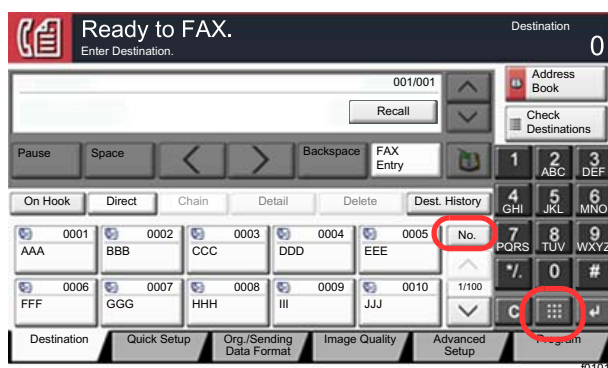 Ready to FAX.
Enter Destination.
Destination
0
001/001
Recall
Address
Book
Check
Destinations
Pause
Space
Backspace
FAX
Entry
1
2
ABC
3
DEF
On Hook
Direct
Chain
Detail
Delete
Dest. History
4
GHI
5
JKL
6
MNO
0001
AAA
0002
BBB
0003
CCC
0004
DDD
0005
EEE
No.
7
PQRS
8
TUV
9
WXYZ
0006
FFF
0007
GGG
0008
HHH
0009
III
0010
JJJ
1/100
*/.
0
#
C
Destination
Quick Setup
Org./Sending
Data Format
Image Quality
Advanced
Setup
Program